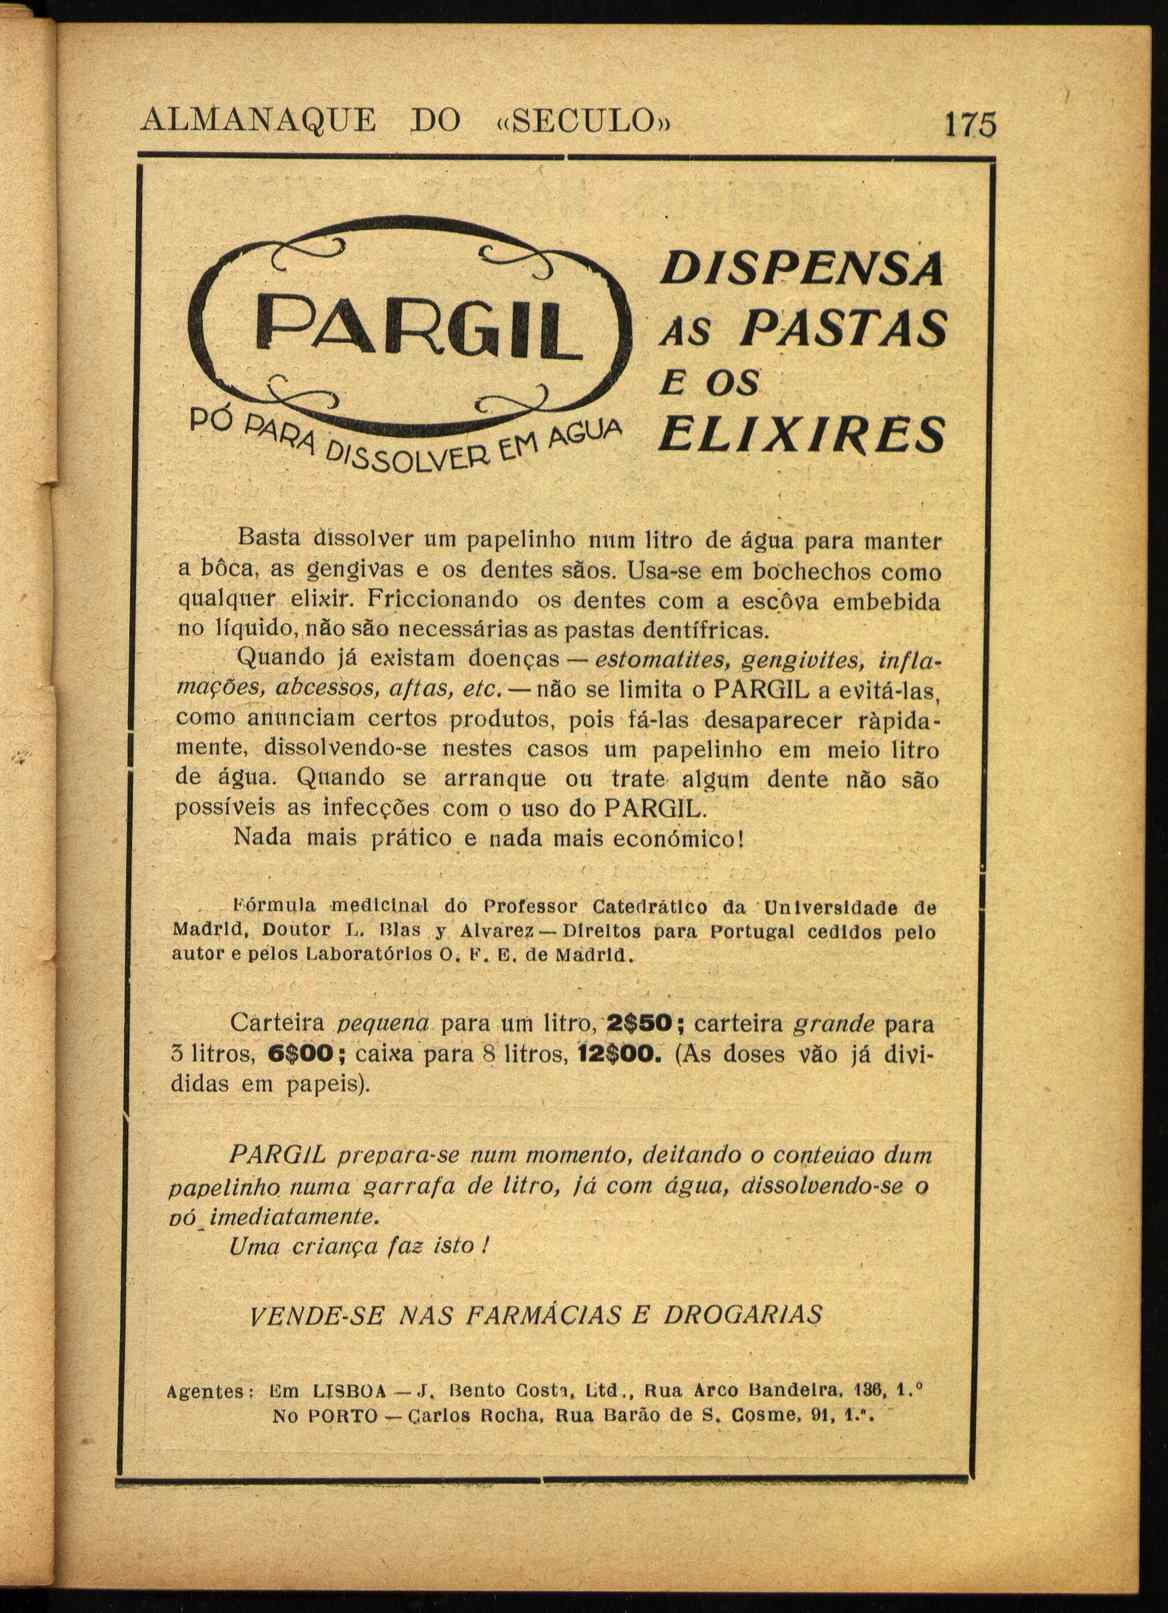 ALMANAQUE DO «SECULO» 175
PARGIL
PÓ PARA DISSOLVER EM AGUA
DISPENSA
AS PASTAS
E OS
ELIXIRES
Basta dissolver um papelinho num litro de água para manter
a bôca, as gengivas e os dentes sãos. Usa-se em bochechos como
qualquer elixir. Friccionando os dentes com a escôva embebida
no líquido, não são necessárias as pastas dentífricas.
Quando já existam doenças — estomatites, gengivites, infla-
mações, abcessos, aftas, etc. — não se limita o PARGIL a evitá-las,
como anunciam certos produtos, pois fá-las desaparecer ràpida-
mente, dissolvendo-se nestes casos um papelinho em meio litro
de água. Quando se arranque ou trate algum dente não são
possíveis as infecções com o uso do PARGIL.
Nada mais prático e nada mais económico!
Fórmula medicinal do Professor Catedrático da Universidade de
Madrid, Doutor L. Blas y Alvarez — Direitos para Portugal cedidos pelo
autor e pelos Laboratórios O. F. E. de Madrid.
Carteira pequena para um litro, 2$50; carteira grande para
3 litros, 6$00; caixa para 8 litros, 12$00. (As doses vão já divi-
didas em papeis).
PARGIL prepara-se num momento, deitando o conteúdo dum
papelinho numa garrafa de litro, já com água, dissolvendo-se o
pó imediatamente.
Uma criança faz isto!
VENDE-SE NAS FARMÁCIAS E DROGARIAS
Agentes: Em LISBOA — J. Bento Costa, Ltd., Rua Arco Bandeira, 136, 1.º
No PORTO — Carlos Rocha, Rua Barão de S. Cosme, 91, 1.º.